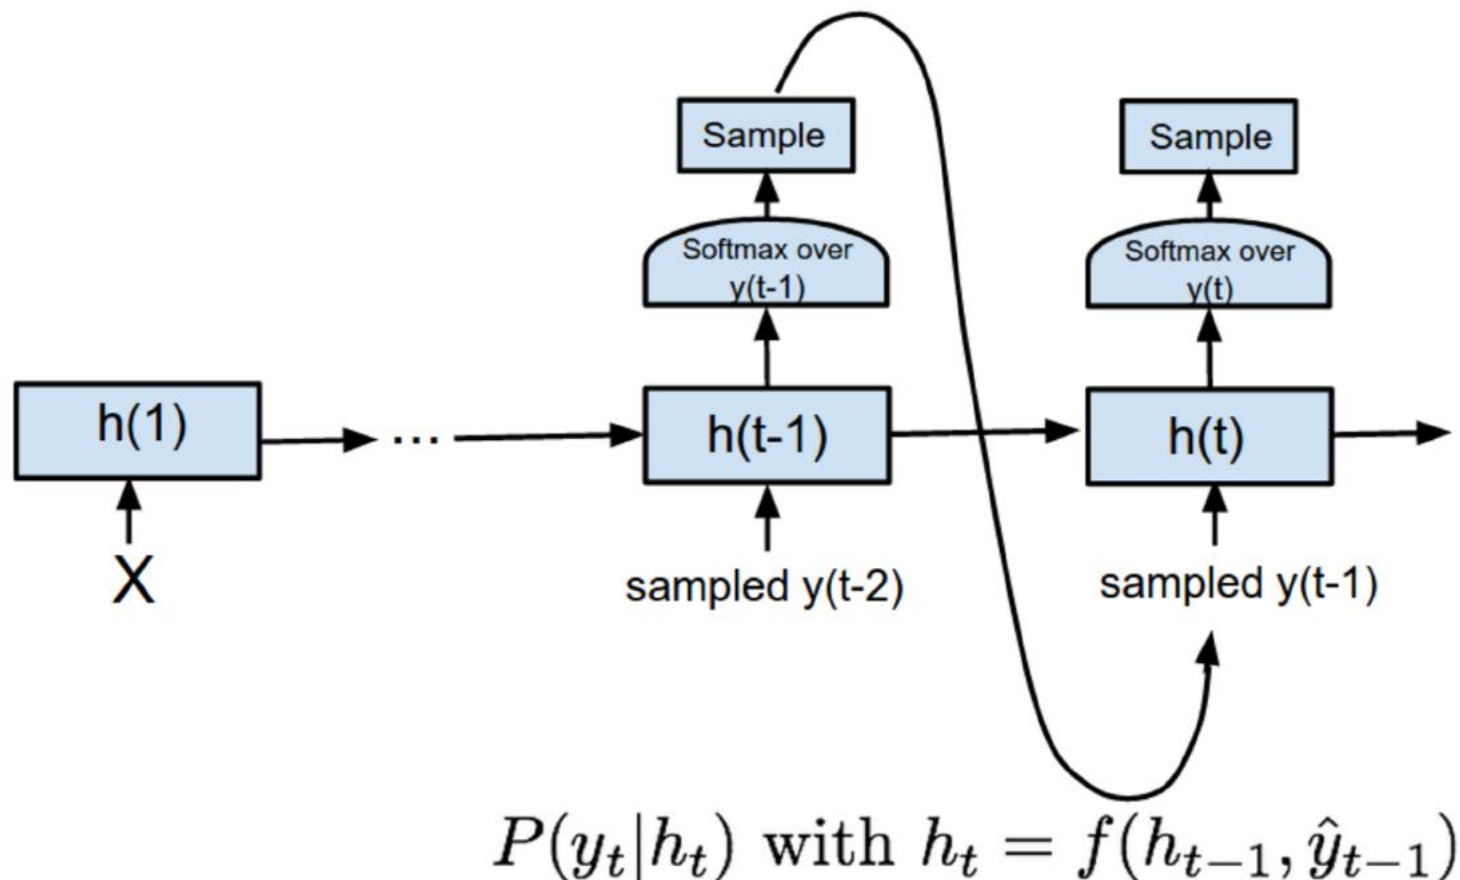 Sample
Sample
Softmax over
y(t-1)
Softmax over
y(t)
h(1)
...
h(t-1)
h(t)
X
sampled y(t-2)
sampled y(t-1)
P(y_t|h_t) with h_t = f(h_{t-1}, ŷ_{t-1})